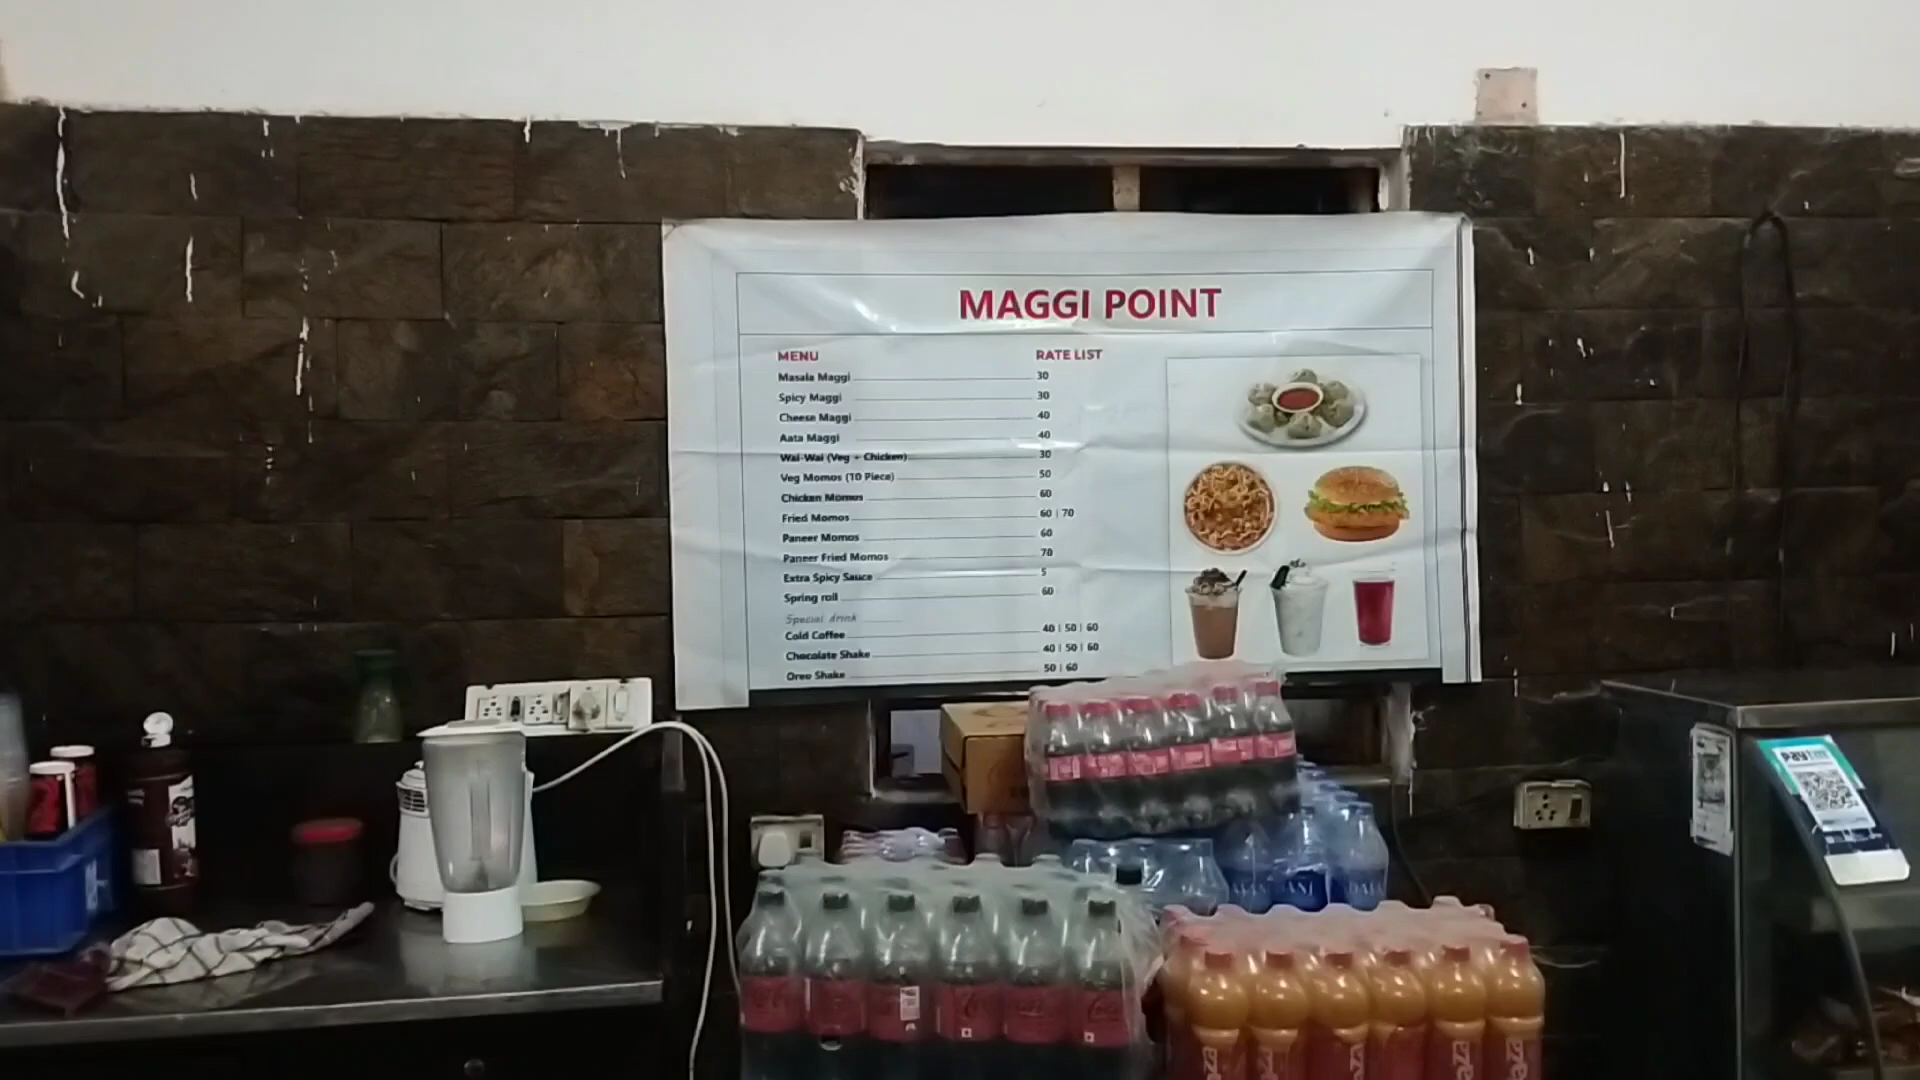 MAGGI POINT
MENU RATE LIST
Masala Maggi 30
Spicy Maggi 30
Cheese Maggi 40
Aata Maggi 40
Wai-Wai (Veg + Chicken) 30
Veg Momos (10 Piece) 50
Chicken Momos 60
Fried Momos 60 | 70
Paneer Momos 60
Paneer Fried Momos 70
Extra Spicy Sauce 5
Spring roll 60
Special drink
Cold Coffee 40 | 50 | 60
Chocolate Shake 40 | 50 | 60
Oreo Shake 50 | 60
paytm